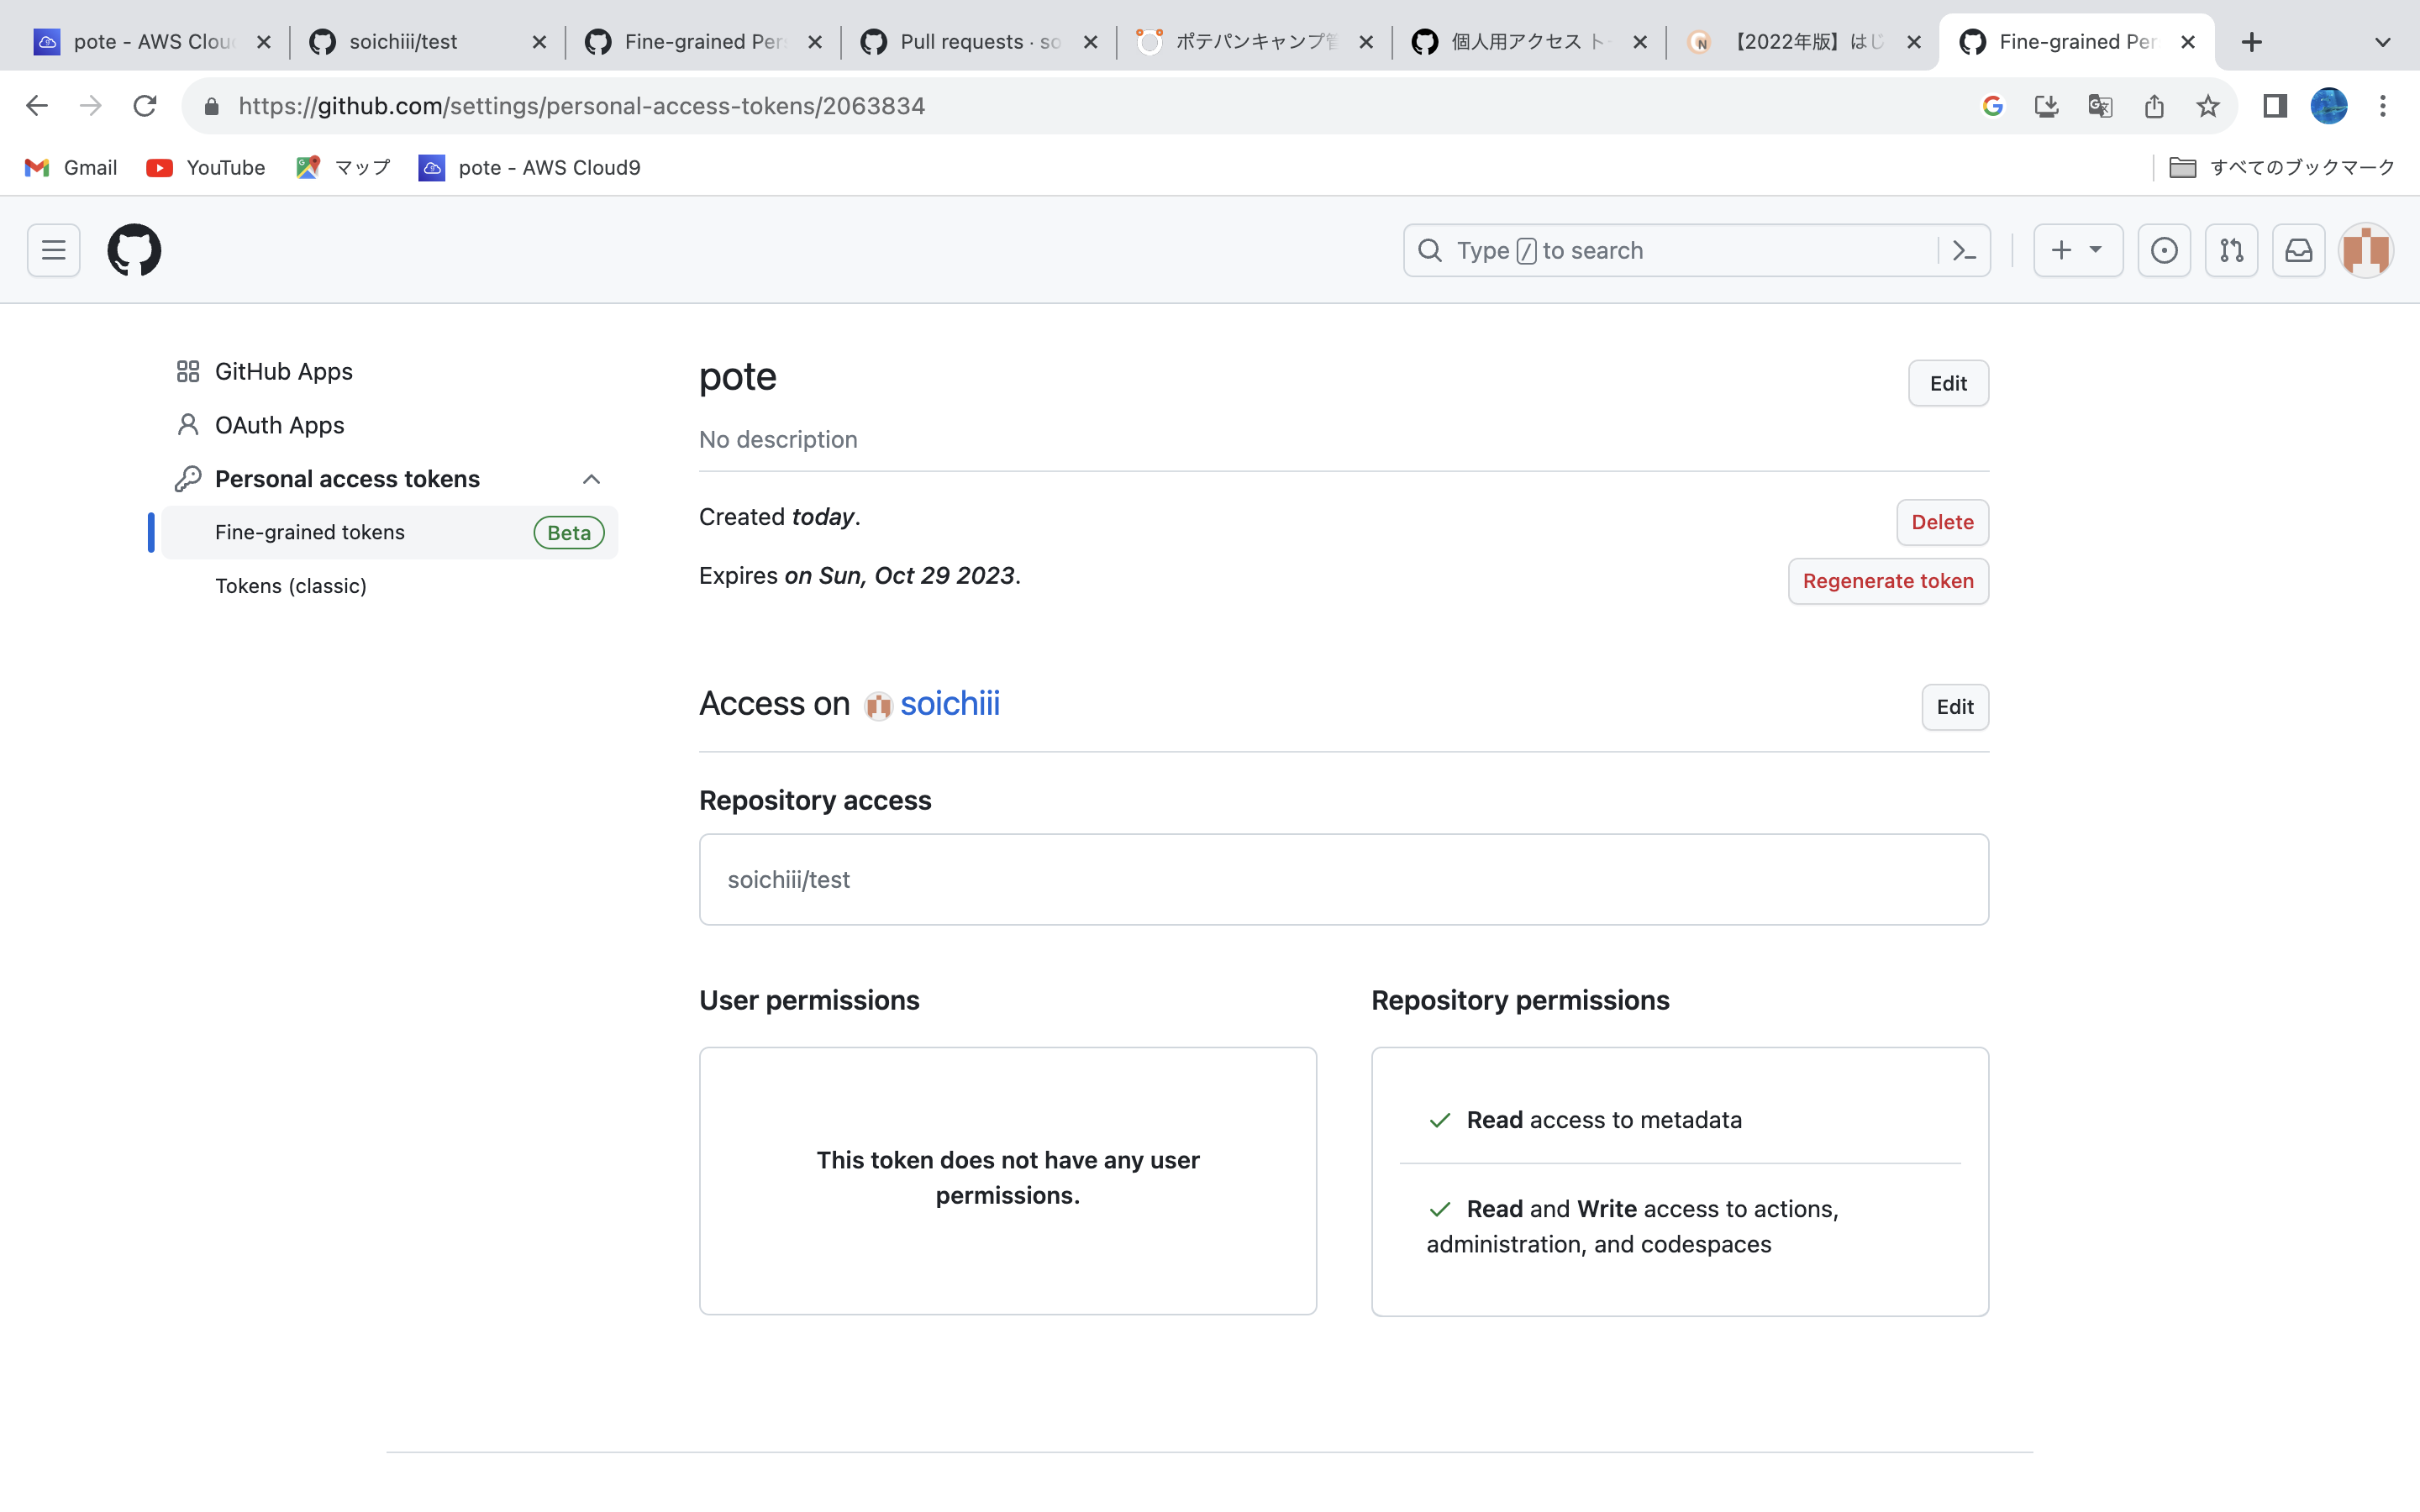 pote - AWS Clou
soichiii/test
Fine-grained Per
Pull requests · so
ポテパンキャンプ管
個人用アクセス ト
【2022年版】はじ
Fine-grained Per
https://github.com/settings/personal-access-tokens/2063834
Gmail
YouTube
マップ
pote - AWS Cloud9
すべてのブックマーク
Type / to search
GitHub Apps
OAuth Apps
Personal access tokens
Fine-grained tokens
Beta
Tokens (classic)
pote
Edit
No description
Created today.
Delete
Expires on Sun, Oct 29 2023.
Regenerate token
Access on soichiii
Edit
Repository access
soichiii/test
User permissions
This token does not have any user
permissions.
Repository permissions
Read access to metadata
Read and Write access to actions,
administration, and codespaces